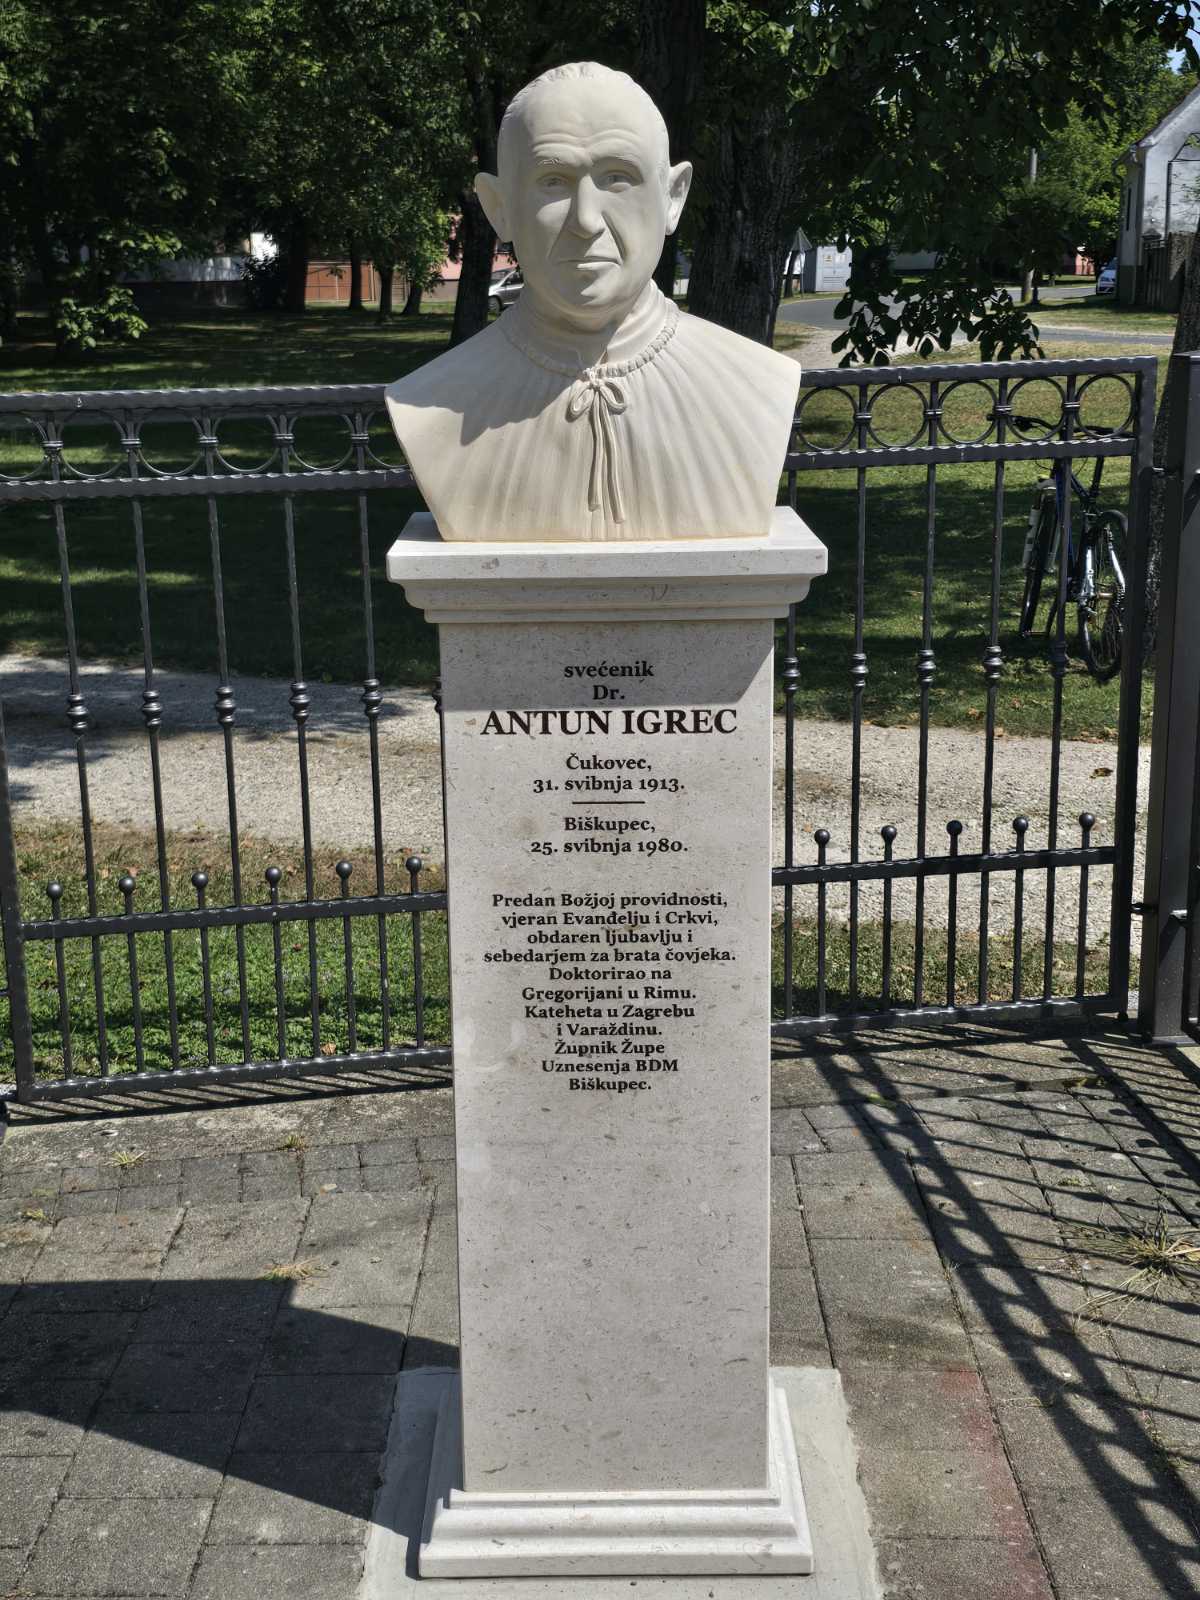 svećenik
Dr.
ANTUN IGREC
Čukovec,
31. svibnja 1913.
Biškupec,
25. svibnja 1980.
Predan Božjoj providnosti,
vjeran Evanđelju i Crkvi,
obdaren ljubavlju i
sebedarjem za brata čovjeka.
Doktorirao na
Gregorijani u Rimu.
Kateheta u Zagrebu
i Varaždinu.
Župnik Župe
Uznesenja BDM
Biškupec.